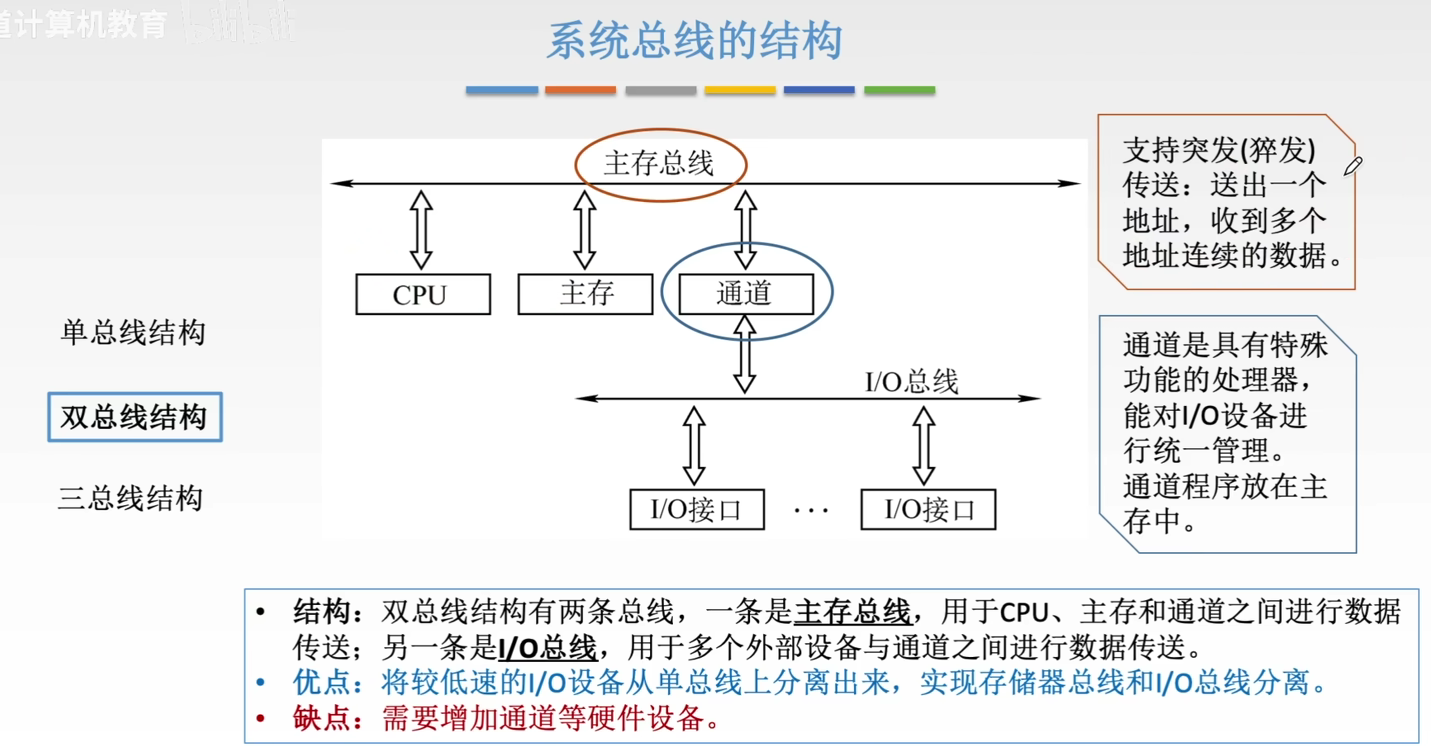 道计算机教育 bilibili
系统总线的结构
主存总线
支持突发(猝发)
传送：送出一个
地址，收到多个
地址连续的数据。
CPU
主存
通道
单总线结构
双总线结构
三总线结构
I/O总线
I/O接口
···
I/O接口
通道是具有特殊
功能的处理器，
能对I/O设备进
行统一管理。
通道程序放在主
存中。
• 结构：双总线结构有两条总线，一条是主存总线，用于CPU、主存和通道之间进行数据
传送；另一条是I/O总线，用于多个外部设备与通道之间进行数据传送。
• 优点：将较低速的I/O设备从单总线上分离出来，实现存储器总线和I/O总线分离。
• 缺点：需要增加通道等硬件设备。